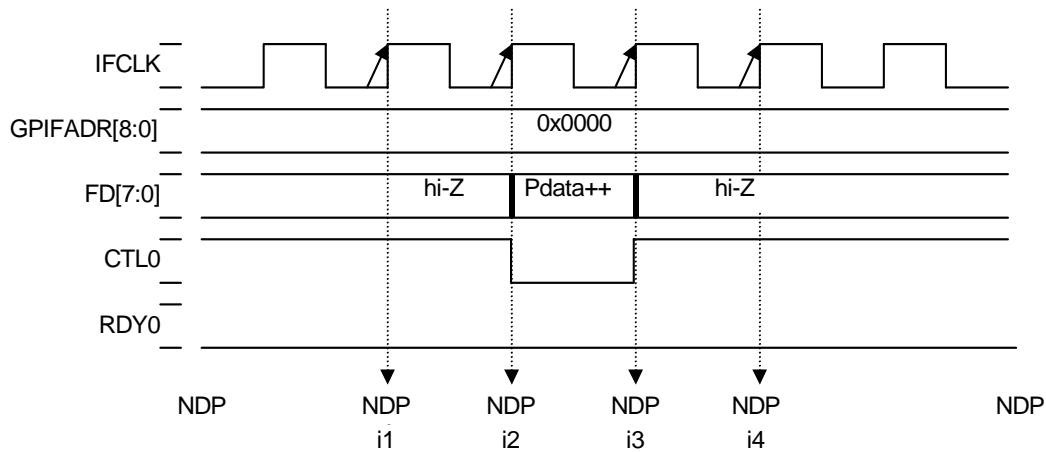 IFCLK
GPIFADR[8:0]
0x0000
FD[7:0]
hi-Z Pdata++ hi-Z
CTL0
RDY0
NDP NDP NDP NDP NDP NDP
i1 i2 i3 i4